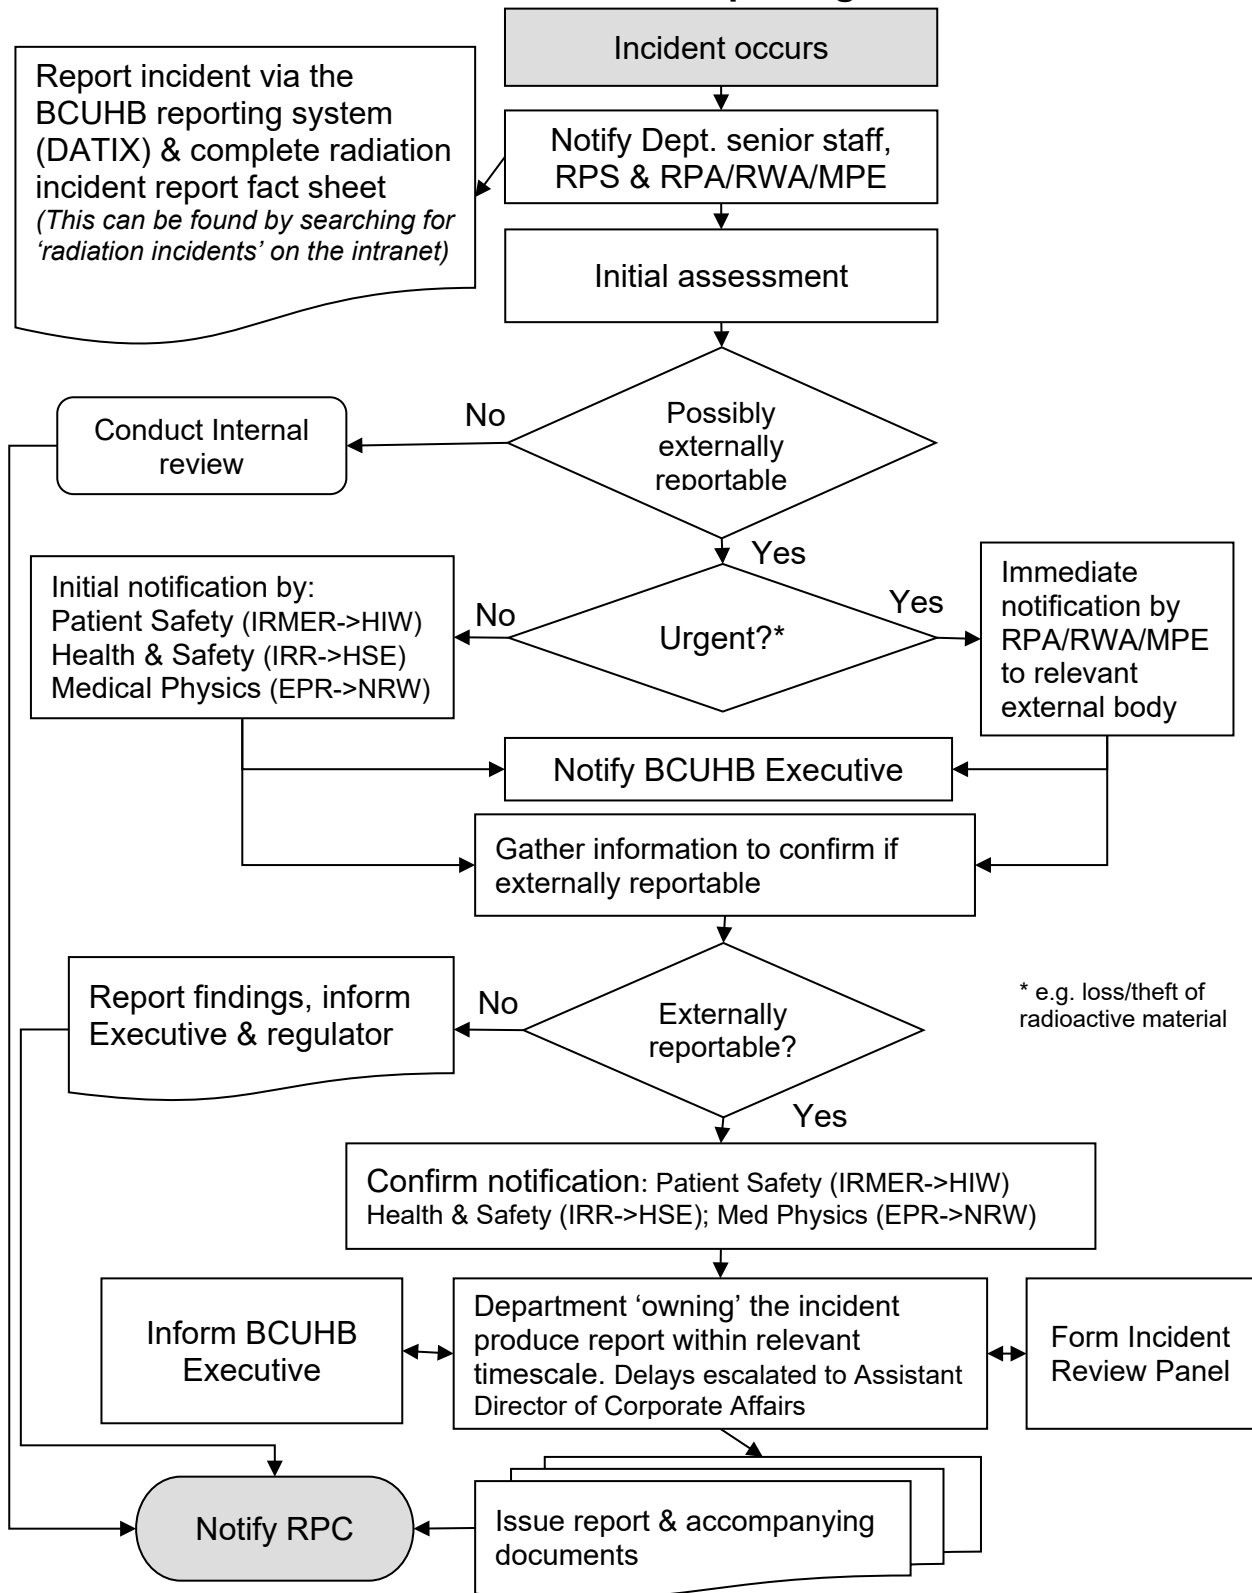 Incident occurs
Report incident via the
BCUHB reporting system
(DATIX) & complete radiation
incident report fact sheet
(This can be found by searching for
‘radiation incidents’ on the intranet)
Notify Dept. senior staff,
RPS & RPA/RWA/MPE
Initial assessment
Possibly
externally
reportable
No
Conduct Internal
review
Yes
Initial notification by:
Patient Safety (IRMER->HIW)
Health & Safety (IRR->HSE)
Medical Physics (EPR->NRW)
No
Urgent?*
Yes
Immediate
notification by
RPA/RWA/MPE
to relevant
external body
Notify BCUHB Executive
Gather information to confirm if
externally reportable
Report findings, inform
Executive & regulator
No
Externally
reportable?
* e.g. loss/theft of
radioactive material
Yes
Confirm notification: Patient Safety (IRMER->HIW)
Health & Safety (IRR->HSE); Med Physics (EPR->NRW)
Inform BCUHB
Executive
Department ‘owning’ the incident
produce report within relevant
timescale. Delays escalated to Assistant
Director of Corporate Affairs
Form Incident
Review Panel
Notify RPC
Issue report & accompanying
documents